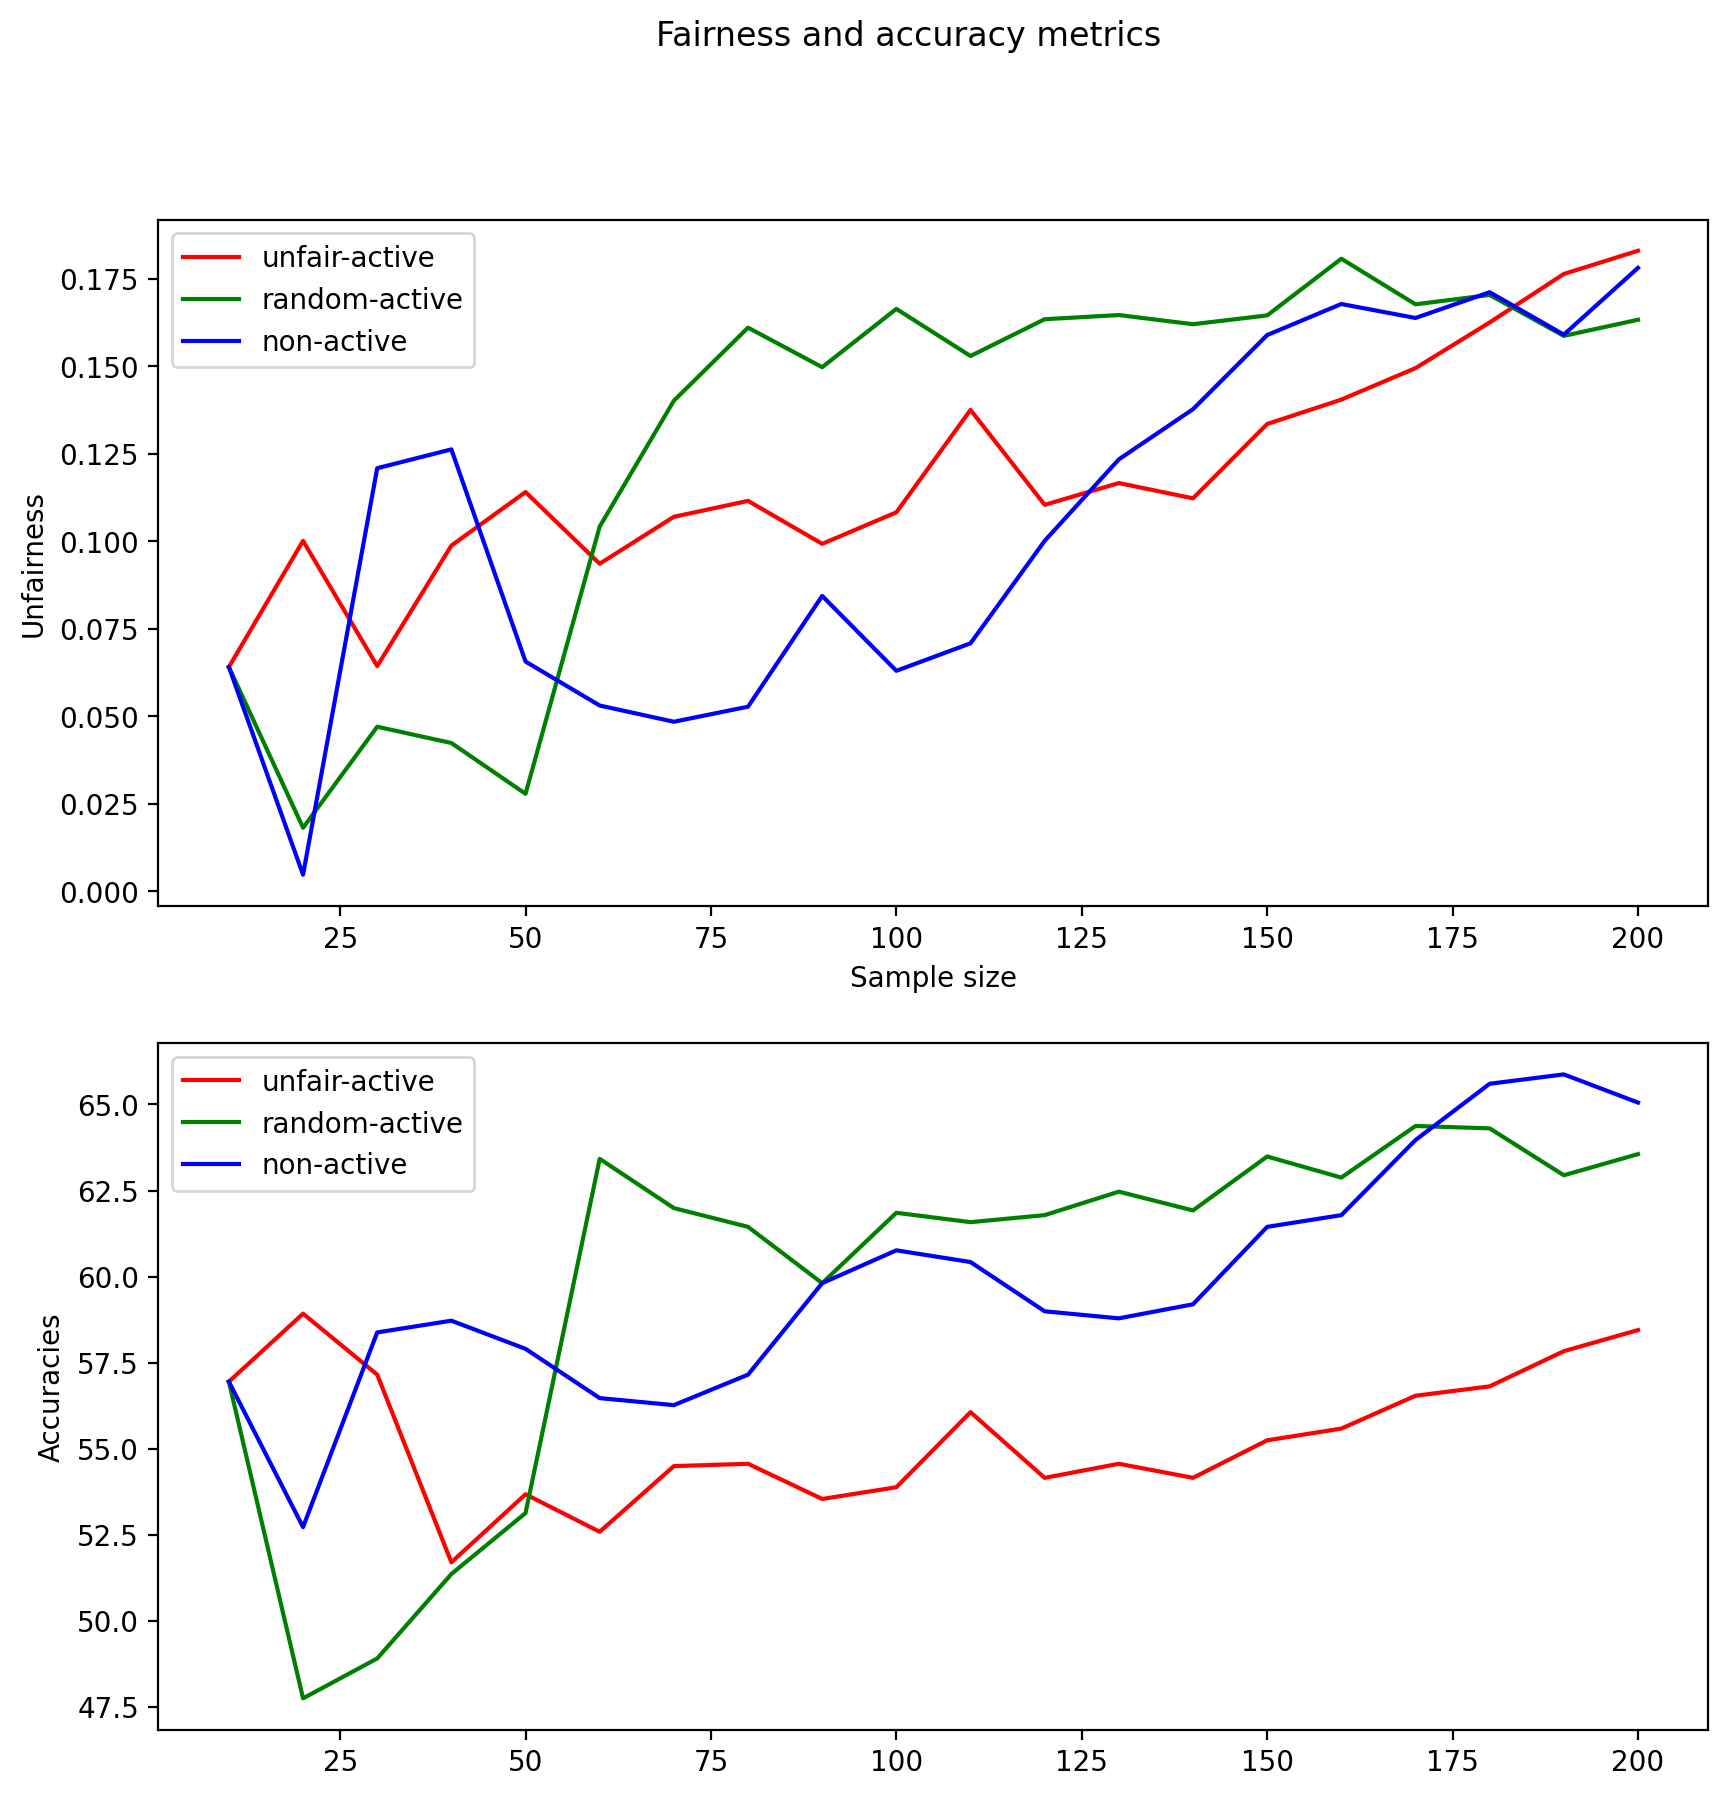 Fairness and accuracy metrics
unfair-active
random-active
non-active
0.175
0.150
0.125
0.100
0.075
0.050
0.025
0.000
Unfairness
25 50 75 100 125 150 175 200
Sample size
unfair-active
random-active
non-active
65.0
62.5
60.0
57.5
55.0
52.5
50.0
47.5
Accuracies
25 50 75 100 125 150 175 200